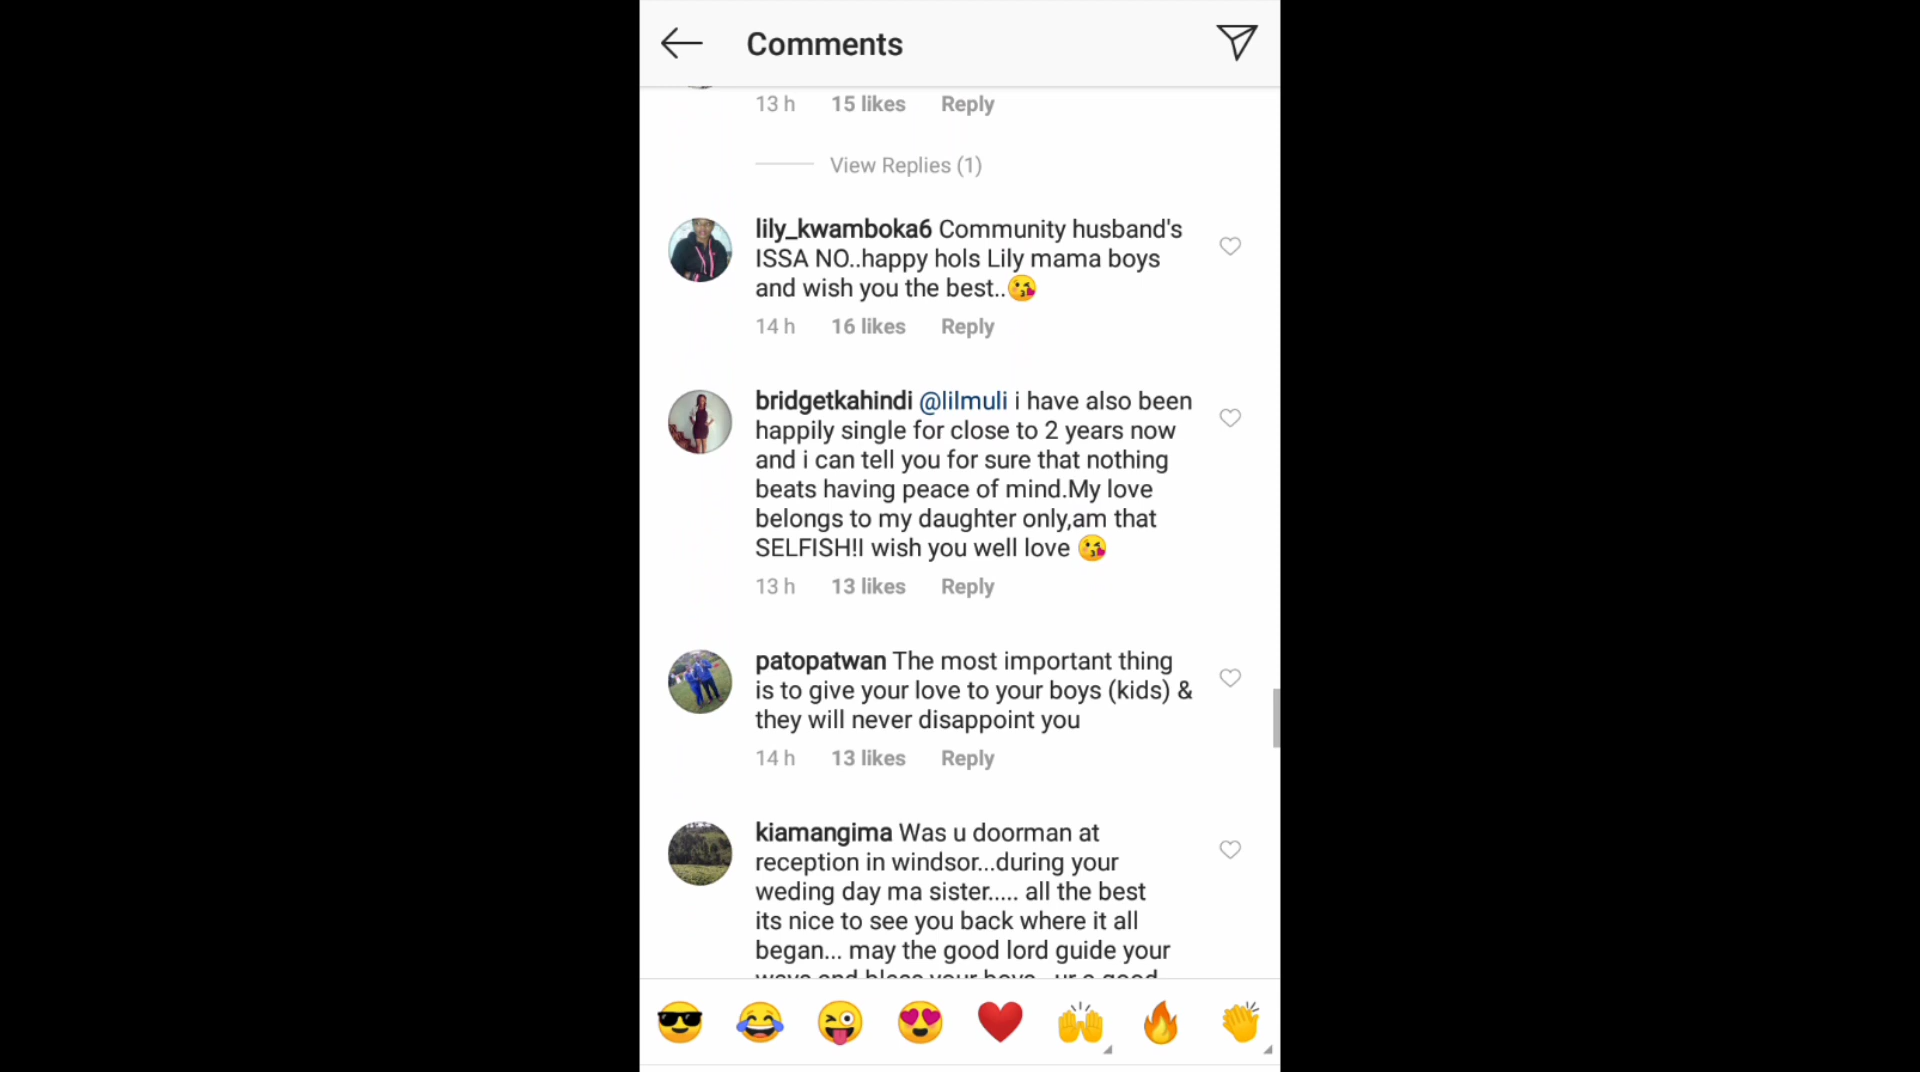 Comments
13 h 15 likes Reply
View Replies (1)
lily_kwamboka6 Community husband's
ISSA NO..happy hols Lily mama boys
and wish you the best..😘
14 h 16 likes Reply
bridgetkahindi @lilmuli i have also been
happily single for close to 2 years now
and i can tell you for sure that nothing
beats having peace of mind.My love
belongs to my daughter only,am that
SELFISH!I wish you well love 😘
13 h 13 likes Reply
patopatwan The most important thing
is to give your love to your boys (kids) &
they will never disappoint you
14 h 13 likes Reply
kiamangima Was u doorman at
reception in windsor...during your
weding day ma sister..... all the best
its nice to see you back where it all
began... may the good lord guide your
ways and bless your boys